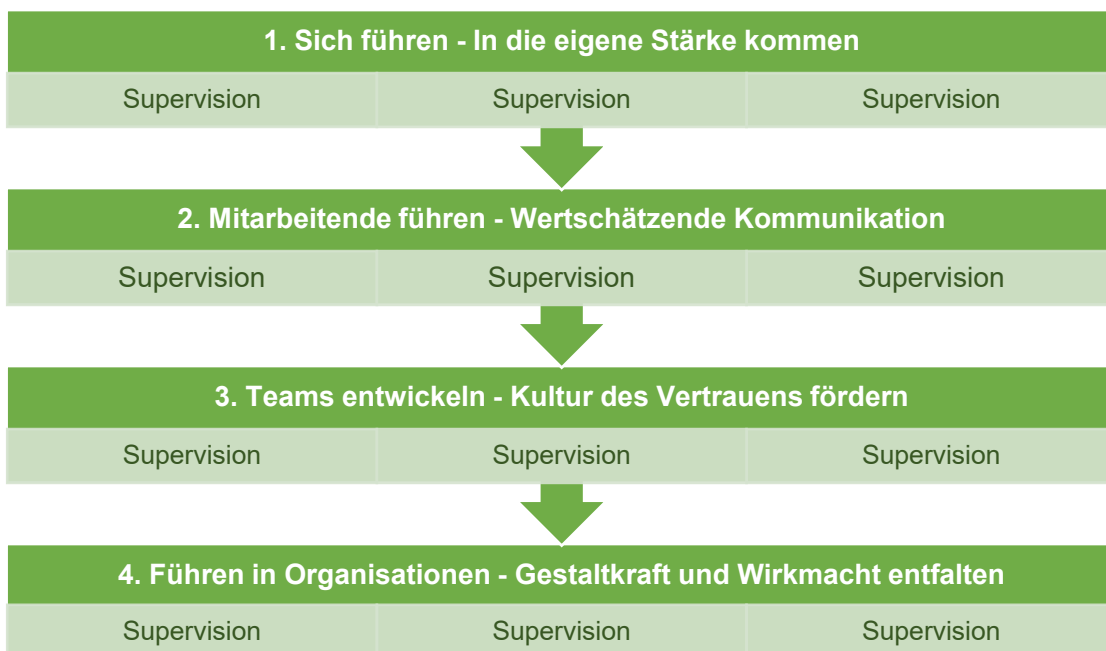 1. Sich führen - In die eigene Stärke kommen
Supervision Supervision Supervision
2. Mitarbeitende führen - Wertschätzende Kommunikation
Supervision Supervision Supervision
3. Teams entwickeln - Kultur des Vertrauens fördern
Supervision Supervision Supervision
4. Führen in Organisationen - Gestaltkraft und Wirkmacht entfalten
Supervision Supervision Supervision